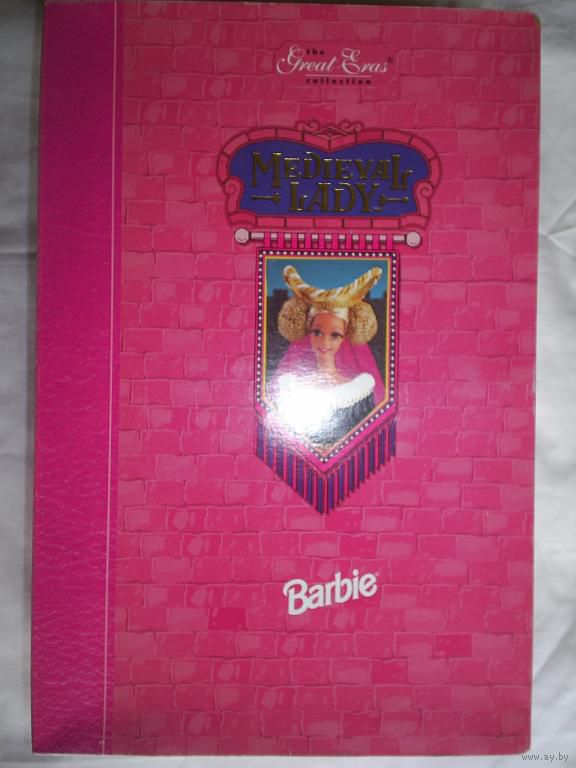 the
Great Eras®
collection
MEDIEVAL
LADY
Barbie®
www.ay.by